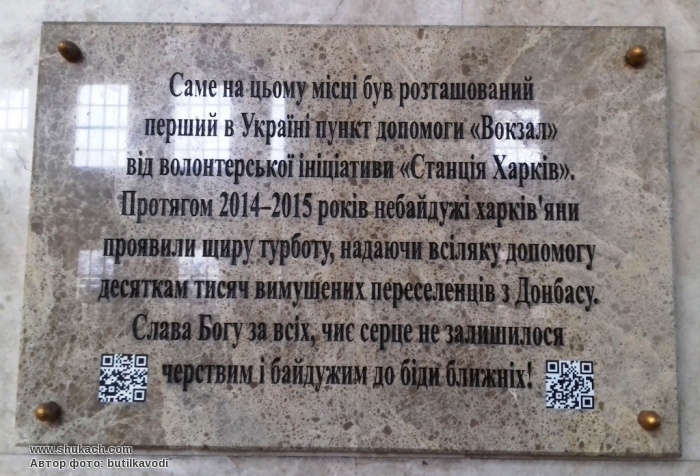 Саме на цьому місці був розташований
перший в Україні пункт допомоги «Вокзал»
від волонтерської ініціативи «Станція Харків».
Протягом 2014–2015 років небайдужі харків'яни
проявили щиру турботу, надаючи всіляку допомогу
десяткам тисяч вимушених переселенців з Донбасу.
Слава Богу за всіх, чиє серце не залишилося
черствим і байдужим до біди ближніх!
www.shukach.com
Автор фото: butilkavodi